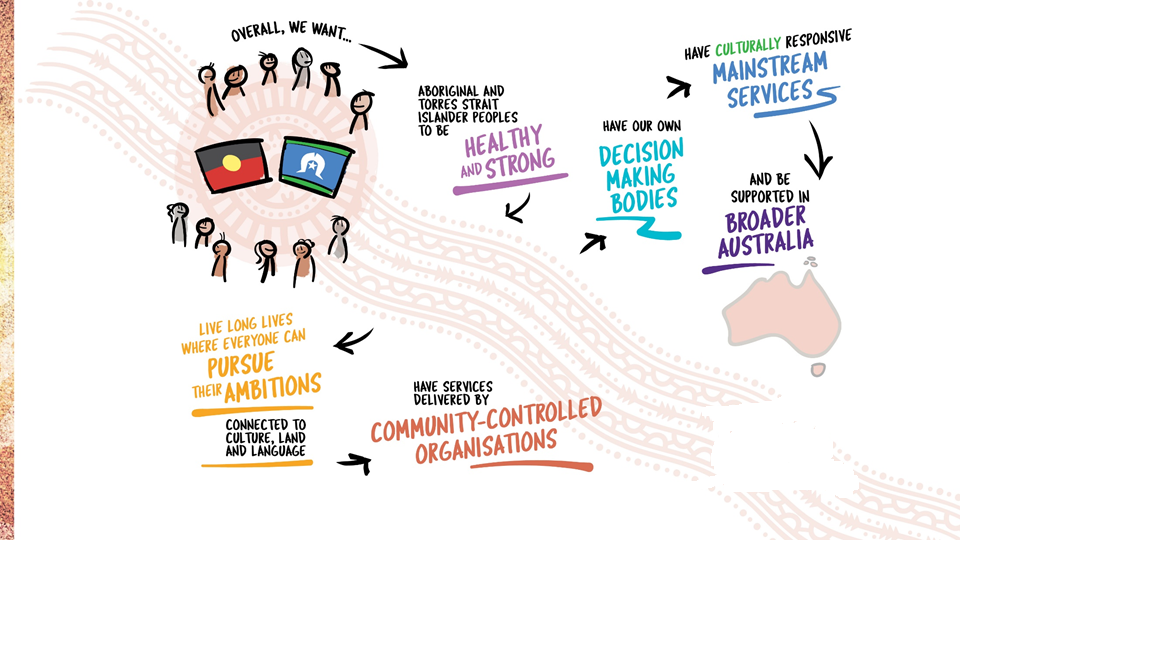 OVERALL, WE WANT...
ABORIGINAL AND
TORRES STRAIT
ISLANDER PEOPLES
TO BE
HEALTHY
AND STRONG
LIVE LONG LIVES
WHERE EVERYONE CAN
PURSUE
THEIR AMBITIONS
CONNECTED TO
CULTURE, LAND
AND LANGUAGE
HAVE SERVICES
DELIVERED BY
COMMUNITY-CONTROLLED
ORGANISATIONS
HAVE OUR OWN
DECISION
MAKING
BODIES
HAVE CULTURALLY RESPONSIVE
MAINSTREAM
SERVICES
AND BE
SUPPORTED IN
BROADER
AUSTRALIA